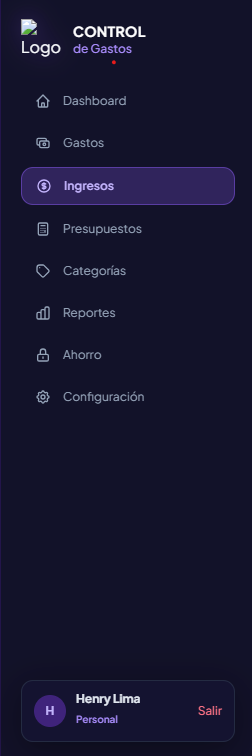 Logo
CONTROL
de Gastos
Dashboard
Gastos
Ingresos
Presupuestos
Categorías
Reportes
Ahorro
Configuración
H
Henry Lima
Personal
Salir